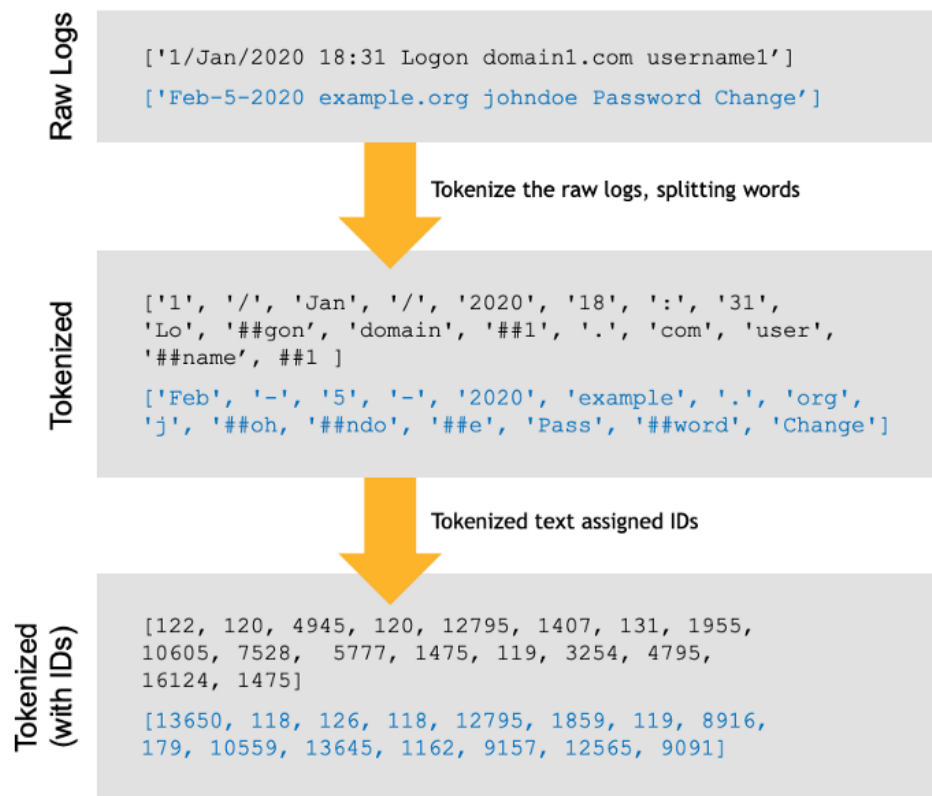 Raw Logs
['1/Jan/2020 18:31 Logon domain1.com username1’]
['Feb-5-2020 example.org johndoe Password Change’]
Tokenize the raw logs, splitting words
Tokenized
['1', '/', 'Jan', '/', '2020', '18', ':', '31',
'Lo', '##gon’, 'domain', '##1', '.', 'com', 'user',
'##name’, ##1 ]
['Feb', '-', '5', '-', '2020', 'example', '.', 'org',
'j', '##oh, '##ndo', '##e', 'Pass', '##word', 'Change']
Tokenized text assigned IDs
Tokenized
(with IDs)
[122, 120, 4945, 120, 12795, 1407, 131, 1955,
10605, 7528, 5777, 1475, 119, 3254, 4795,
16124, 1475]
[13650, 118, 126, 118, 12795, 1859, 119, 8916,
179, 10559, 13645, 1162, 9157, 12565, 9091]